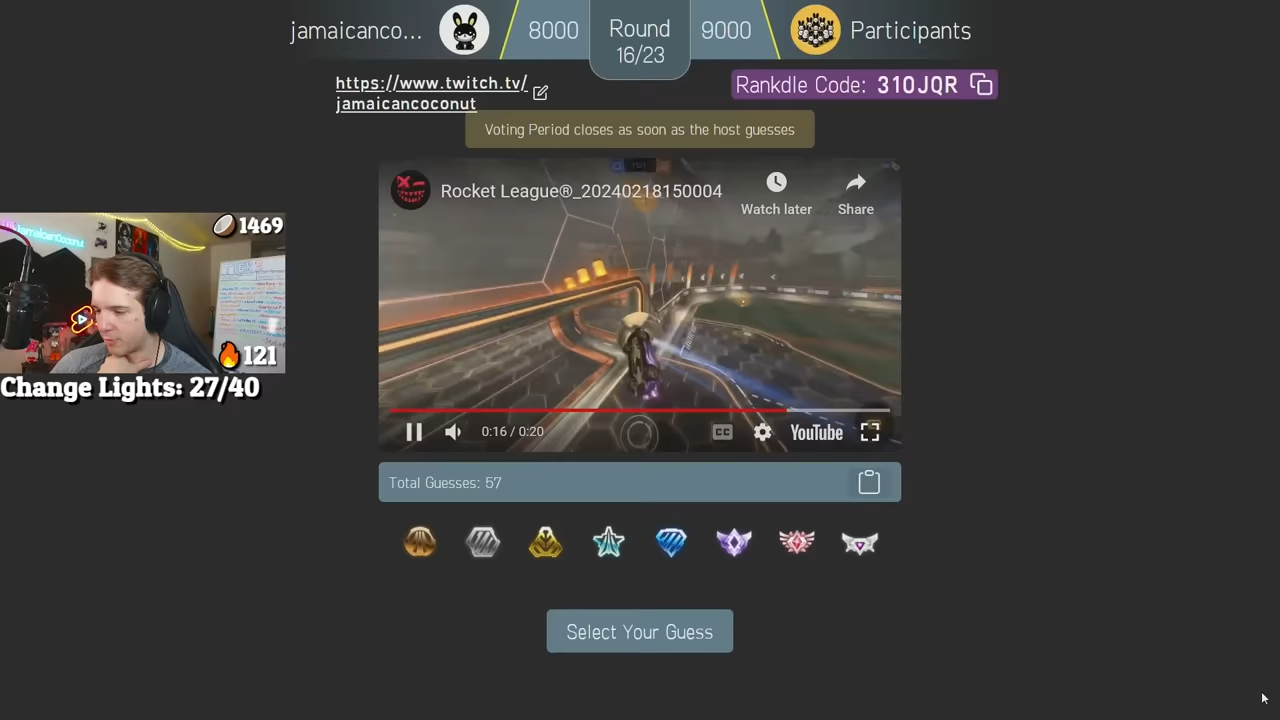 jamaicanco...
8000
Round
16/23
9000
Participants
https://www.twitch.tv/
jamaicancoconut
Rankdle Code: 310JQR
Voting Period closes as soon as the host guesses
Rocket League®_20240218150004
Watch later
Share
JamaicanCoconut
1469
121
Change Lights: 27/40
0:16 / 0:20
CC
YouTube
Total Guesses: 57
Select Your Guess